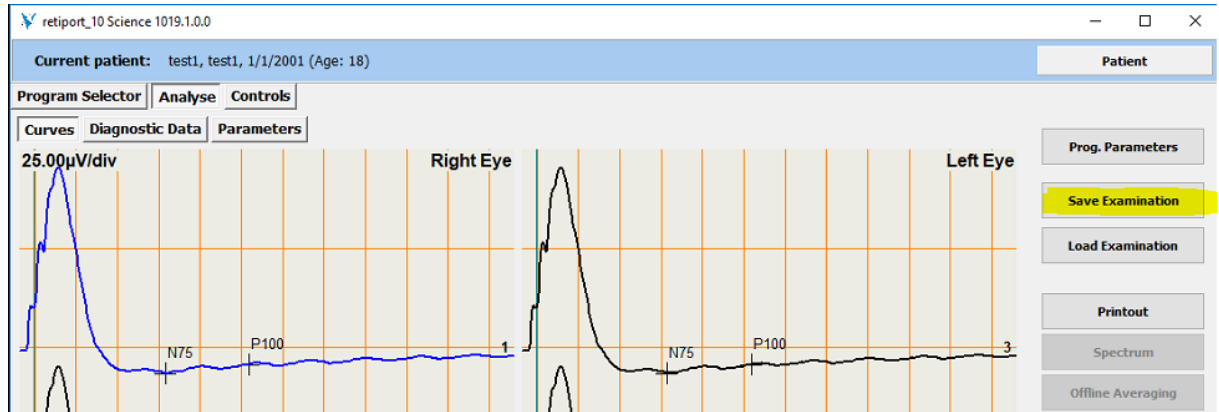 retiport_10 Science 1019.1.0.0
Current patient: test1, test1, 1/1/2001 (Age: 18)
Patient
Program Selector Analyse Controls
Curves Diagnostic Data Parameters
25.00µV/div Right Eye Left Eye
Prog. Parameters
Save Examination
Load Examination
Printout
N75 P100 1 N75 P100 3
Spectrum
Offline Averaging